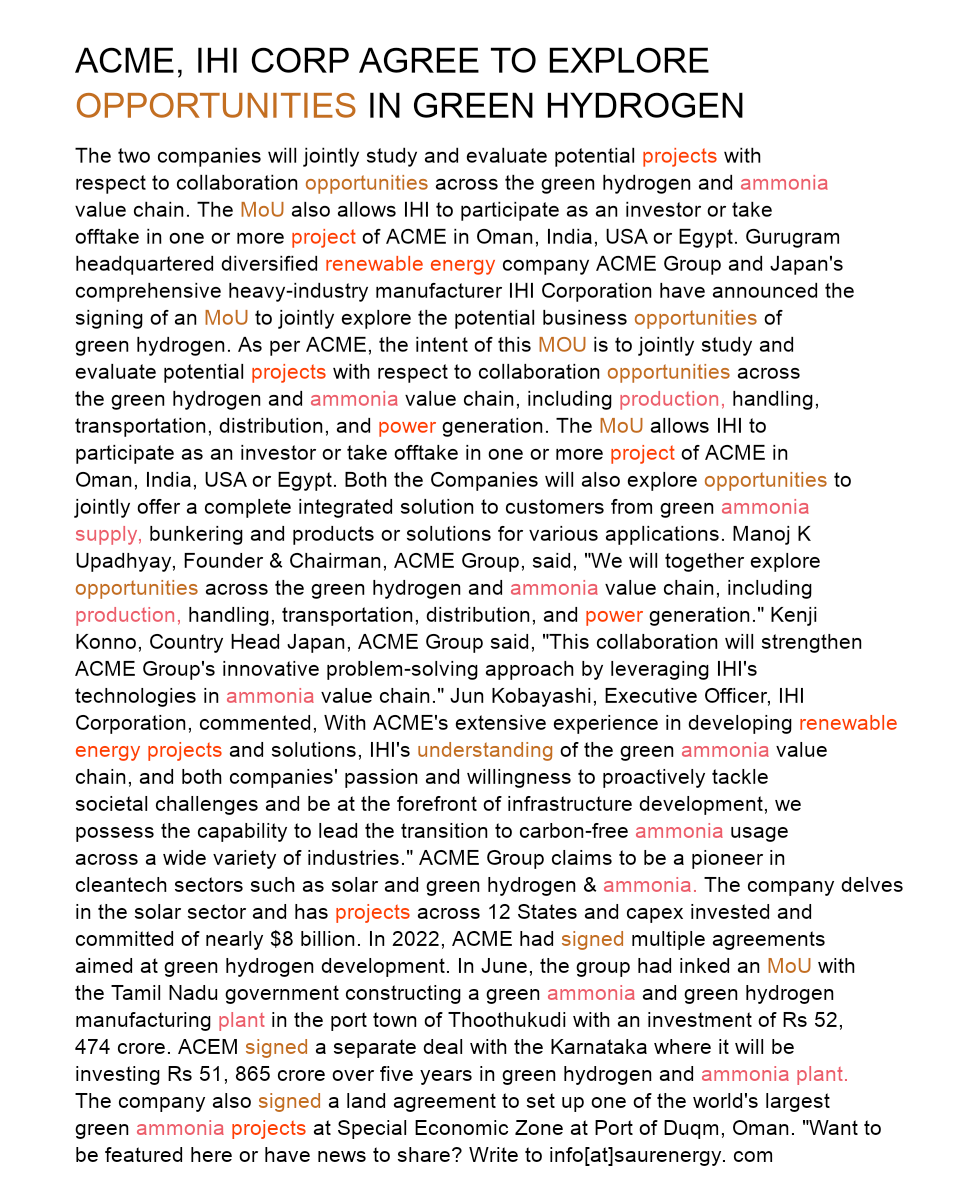 ACME, IHI CORP AGREE TO EXPLORE
OPPORTUNITIES IN GREEN HYDROGEN
The two companies will jointly study and evaluate potential projects with
respect to collaboration opportunities across the green hydrogen and ammonia
value chain. The MoU also allows IHI to participate as an investor or take
offtake in one or more project of ACME in Oman, India, USA or Egypt. Gurugram
headquartered diversified renewable energy company ACME Group and Japan's
comprehensive heavy-industry manufacturer IHI Corporation have announced the
signing of an MoU to jointly explore the potential business opportunities of
green hydrogen. As per ACME, the intent of this MOU is to jointly study and
evaluate potential projects with respect to collaboration opportunities across
the green hydrogen and ammonia value chain, including production, handling,
transportation, distribution, and power generation. The MoU allows IHI to
participate as an investor or take offtake in one or more project of ACME in
Oman, India, USA or Egypt. Both the Companies will also explore opportunities to
jointly offer a complete integrated solution to customers from green ammonia
supply, bunkering and products or solutions for various applications. Manoj K
Upadhyay, Founder & Chairman, ACME Group, said, "We will together explore
opportunities across the green hydrogen and ammonia value chain, including
production, handling, transportation, distribution, and power generation." Kenji
Konno, Country Head Japan, ACME Group said, "This collaboration will strengthen
ACME Group's innovative problem-solving approach by leveraging IHI's
technologies in ammonia value chain." Jun Kobayashi, Executive Officer, IHI
Corporation, commented, With ACME's extensive experience in developing renewable
energy projects and solutions, IHI's understanding of the green ammonia value
chain, and both companies' passion and willingness to proactively tackle
societal challenges and be at the forefront of infrastructure development, we
possess the capability to lead the transition to carbon-free ammonia usage
across a wide variety of industries." ACME Group claims to be a pioneer in
cleantech sectors such as solar and green hydrogen & ammonia. The company delves
in the solar sector and has projects across 12 States and capex invested and
committed of nearly $8 billion. In 2022, ACME had signed multiple agreements
aimed at green hydrogen development. In June, the group had inked an MoU with
the Tamil Nadu government constructing a green ammonia and green hydrogen
manufacturing plant in the port town of Thoothukudi with an investment of Rs 52,
474 crore. ACEM signed a separate deal with the Karnataka where it will be
investing Rs 51, 865 crore over five years in green hydrogen and ammonia plant.
The company also signed a land agreement to set up one of the world's largest
green ammonia projects at Special Economic Zone at Port of Duqm, Oman. "Want to
be featured here or have news to share? Write to info[at]saurenergy. com